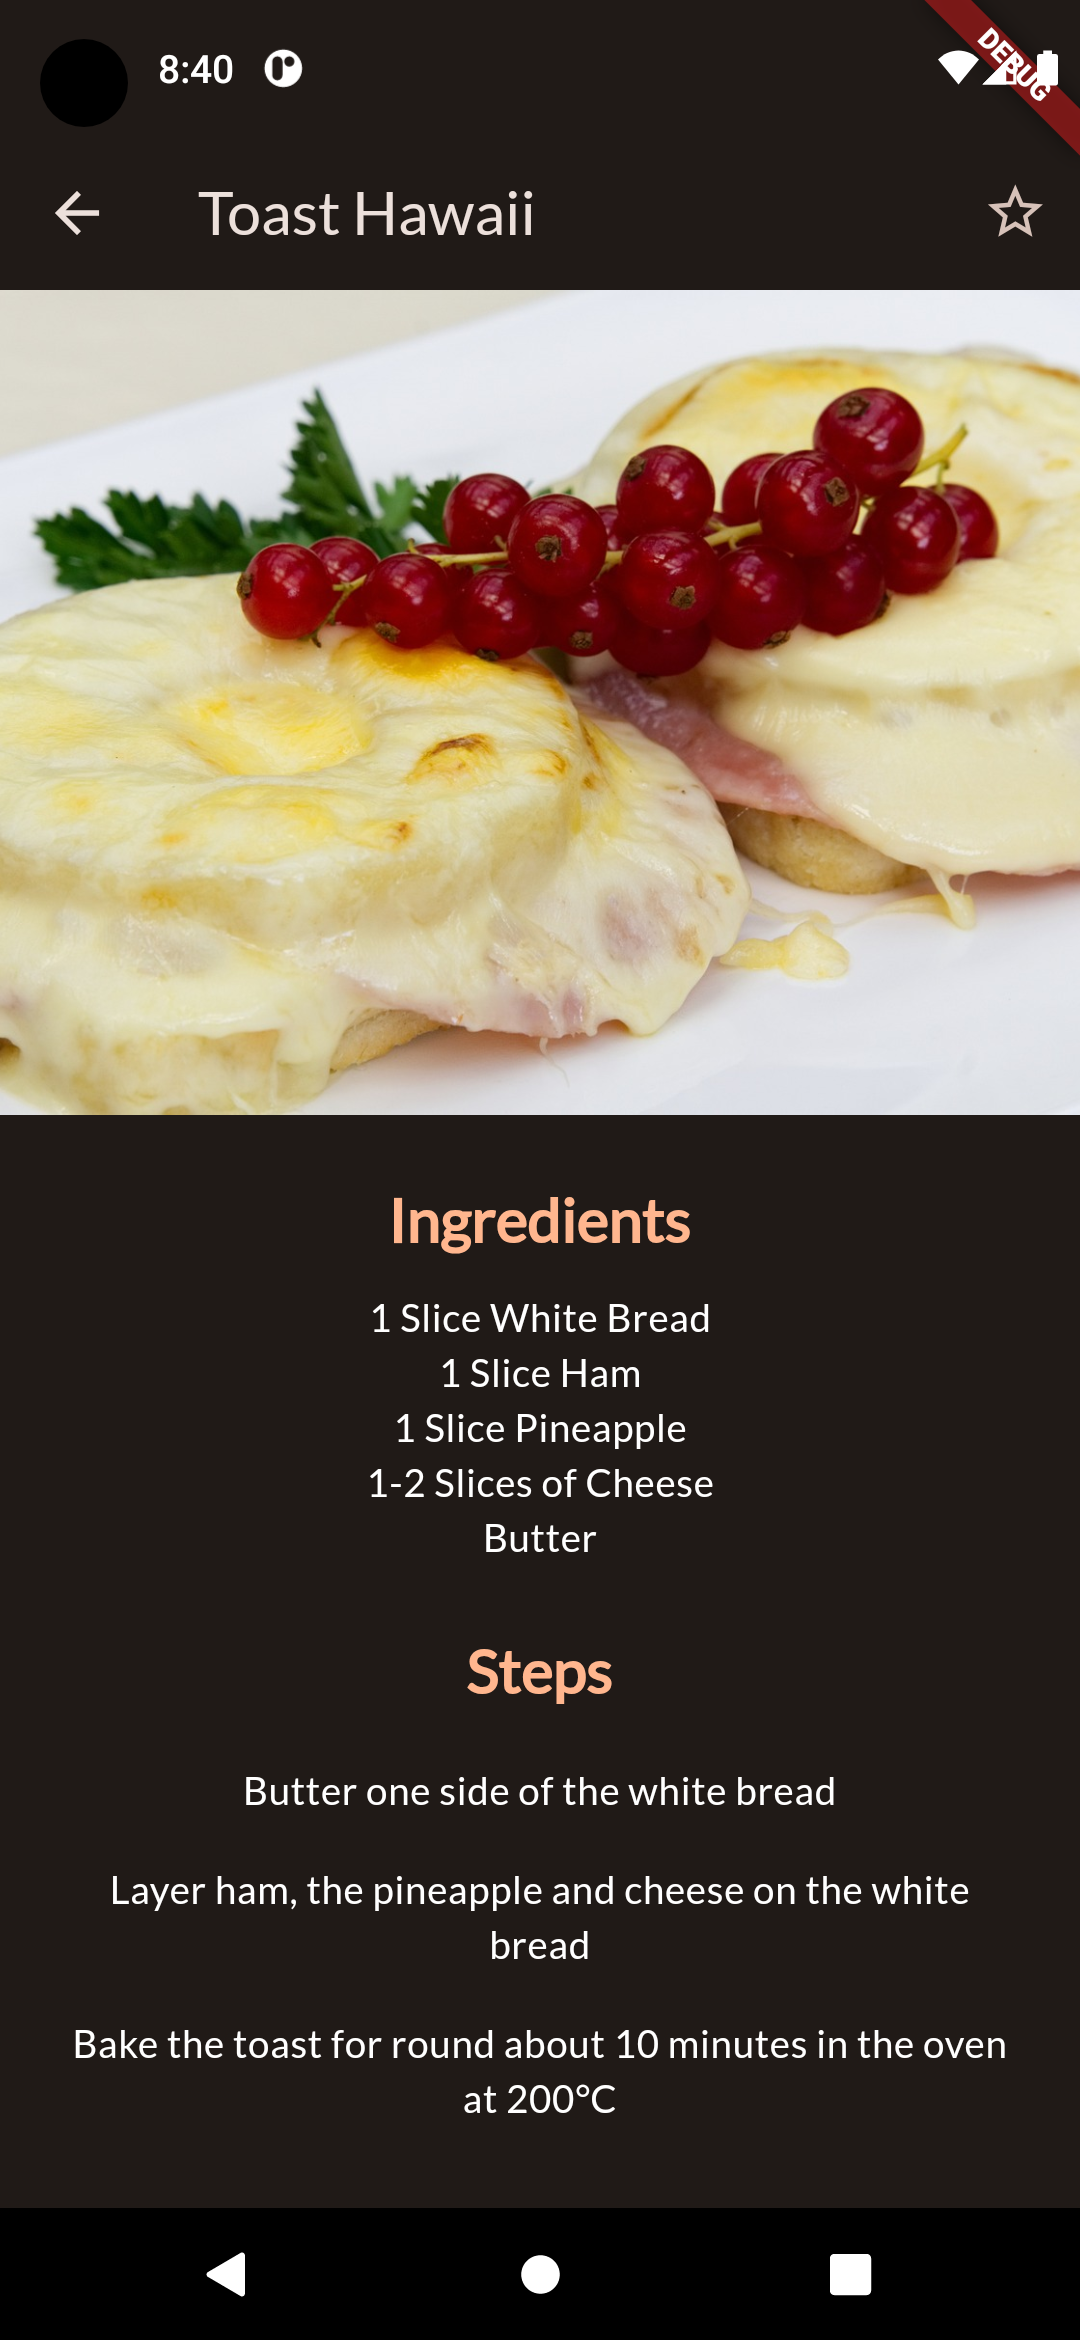 8:40
DEBUG
Toast Hawaii
Ingredients
1 Slice White Bread
1 Slice Ham
1 Slice Pineapple
1-2 Slices of Cheese
Butter
Steps
Butter one side of the white bread
Layer ham, the pineapple and cheese on the white
bread
Bake the toast for round about 10 minutes in the oven
at 200°C